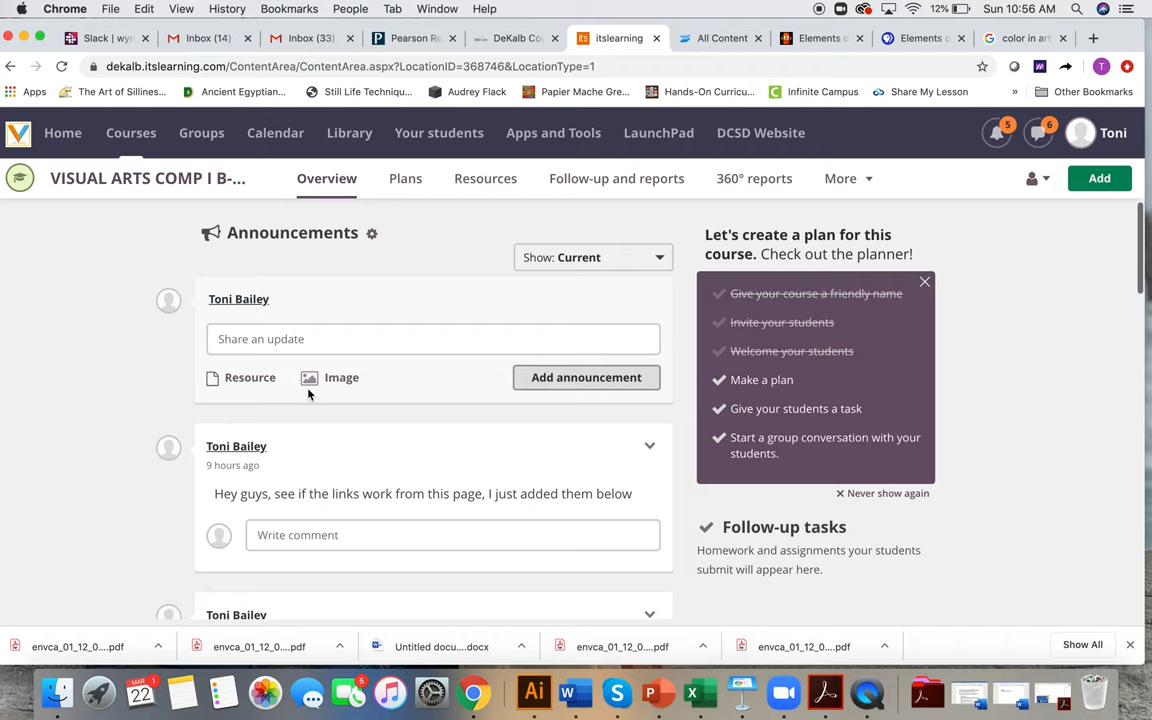 Chrome File Edit View History Bookmarks People Tab Window Help 12% Sun 10:56 AM
Slack | wyn Inbox (14) Inbox (33) Pearson Re DeKalb Cou itslearning All Content Elements o Elements o color in art
dekalb.itslearning.com/ContentArea/ContentArea.aspx?LocationID=368746&LocationType=1 T
Apps The Art of Sillines... Ancient Egyptian... Still Life Techniqu... Audrey Flack Papier Mache Gre... Hands-On Curricu... Infinite Campus Share My Lesson » Other Bookmarks
Home Courses Groups Calendar Library Your students Apps and Tools LaunchPad DCSD Website 5 6 Toni
VISUAL ARTS COMP I B-... Overview Plans Resources Follow-up and reports 360° reports More Add
Announcements
Show: Current
Toni Bailey
Share an update
Resource Image Add announcement
Toni Bailey
9 hours ago
Hey guys, see if the links work from this page, I just added them below
Write comment
Toni Bailey
Let's create a plan for this
course. Check out the planner!
Give your course a friendly name
Invite your students
Welcome your students
Make a plan
Give your students a task
Start a group conversation with your
students.
Never show again
Follow-up tasks
Homework and assignments your students
submit will appear here.
envca_01_12_0....pdf envca_01_12_0....pdf Untitled docu....docx envca_01_12_0....pdf envca_01_12_0....pdf Show All
MAR 22 1 5 Ai W S P X